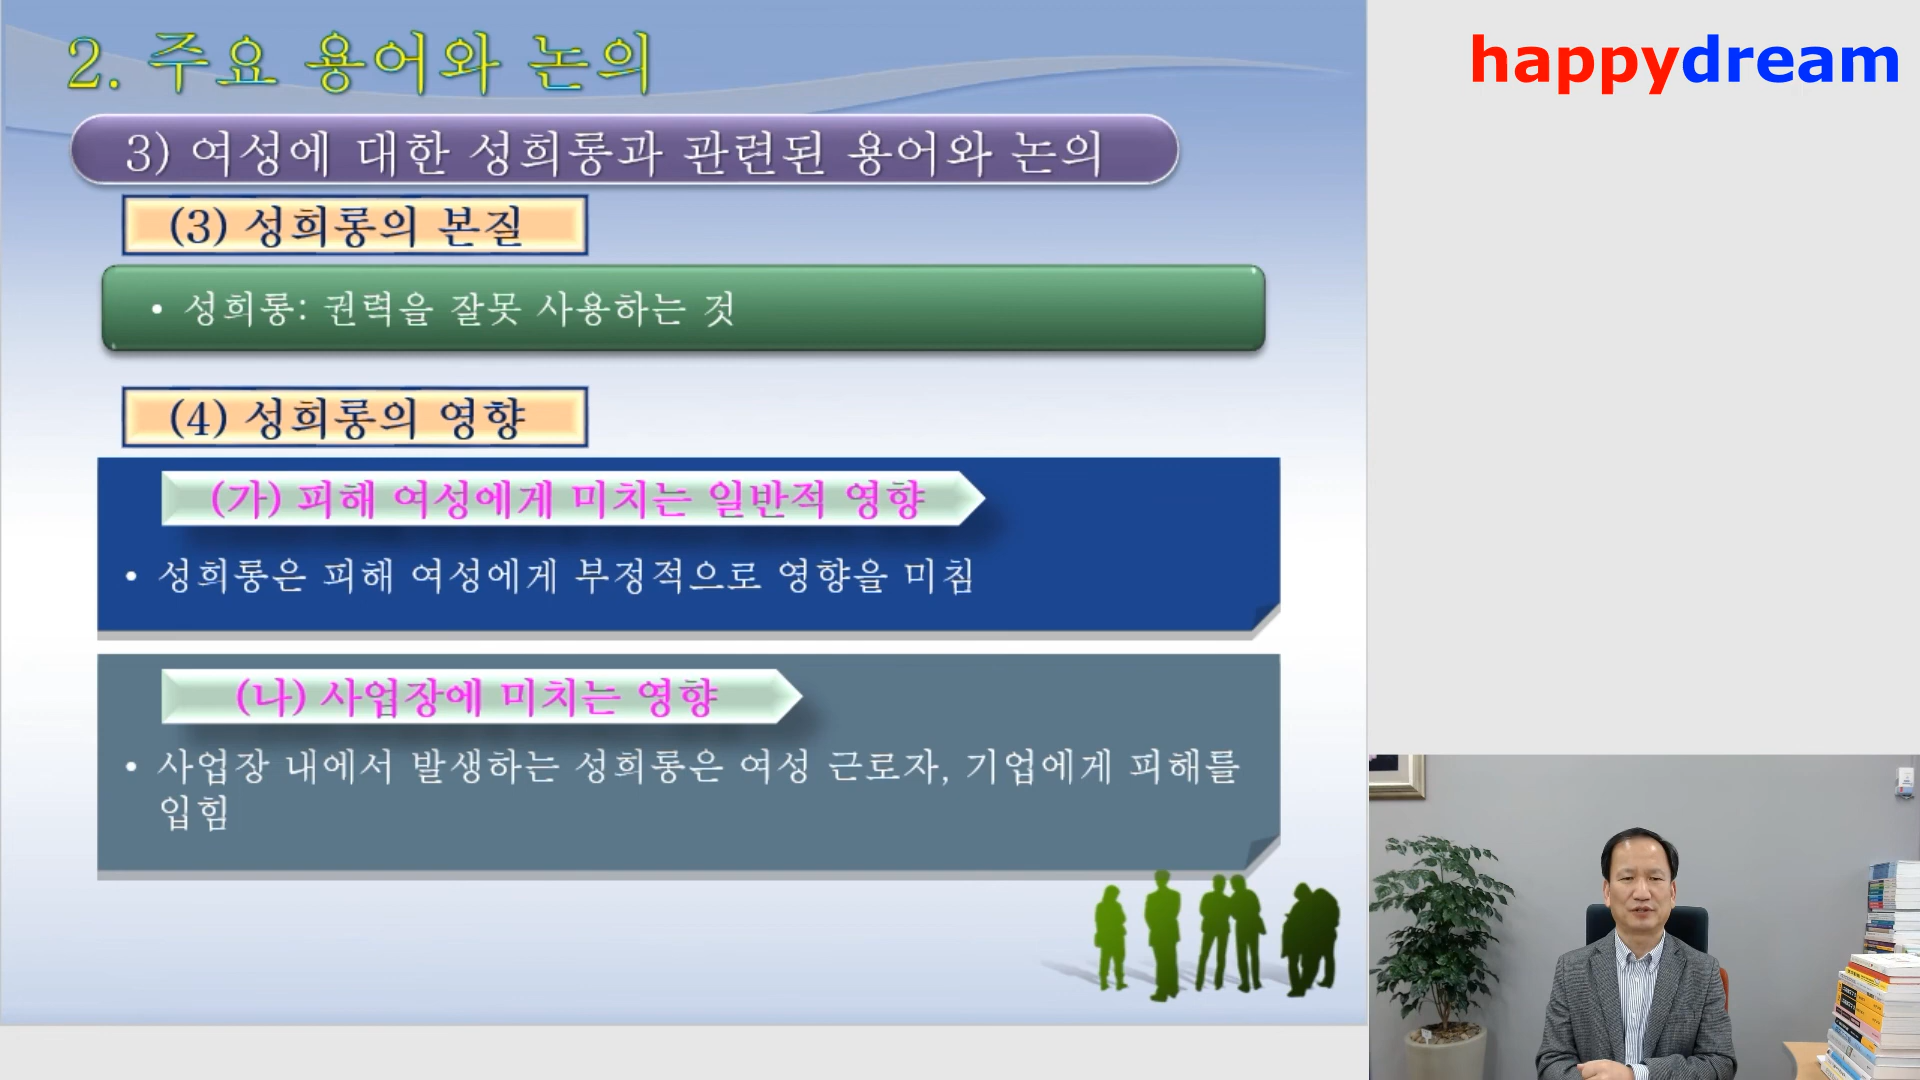 2. 주요 용어와 논의
happydream
3) 여성에 대한 성희롱과 관련된 용어와 논의
(3) 성희롱의 본질
• 성희롱: 권력을 잘못 사용하는 것
(4) 성희롱의 영향
(가) 피해 여성에게 미치는 일반적 영향
• 성희롱은 피해 여성에게 부정적으로 영향을 미침
(나) 사업장에 미치는 영향
• 사업장 내에서 발생하는 성희롱은 여성 근로자, 기업에게 피해를
입힘